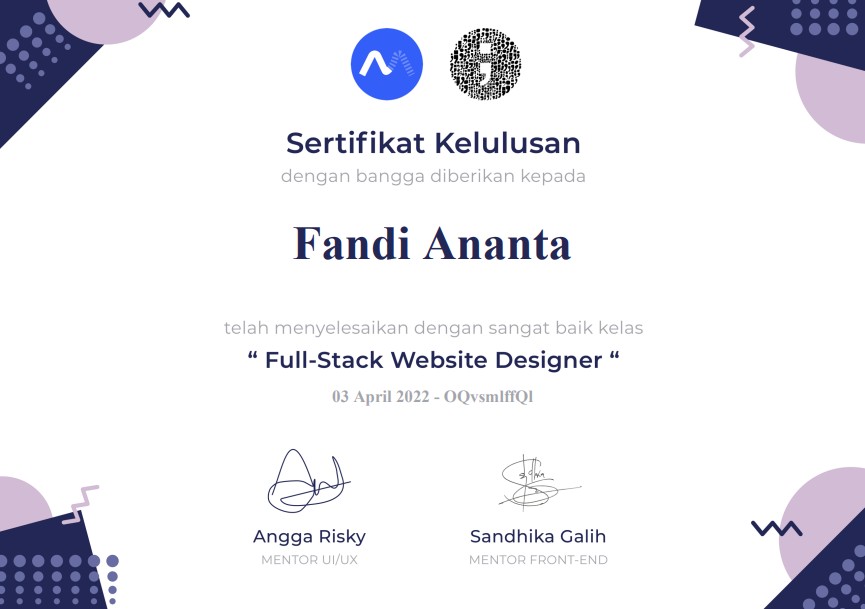 Sertifikat Kelulusan
dengan bangga diberikan kepada
Fandi Ananta
telah menyelesaikan dengan sangat baik kelas
“ Full-Stack Website Designer “
03 April 2022 - OQvsmlffQl
Angga Risky
Sandhika Galih
MENTOR UI/UX
MENTOR FRONT-END